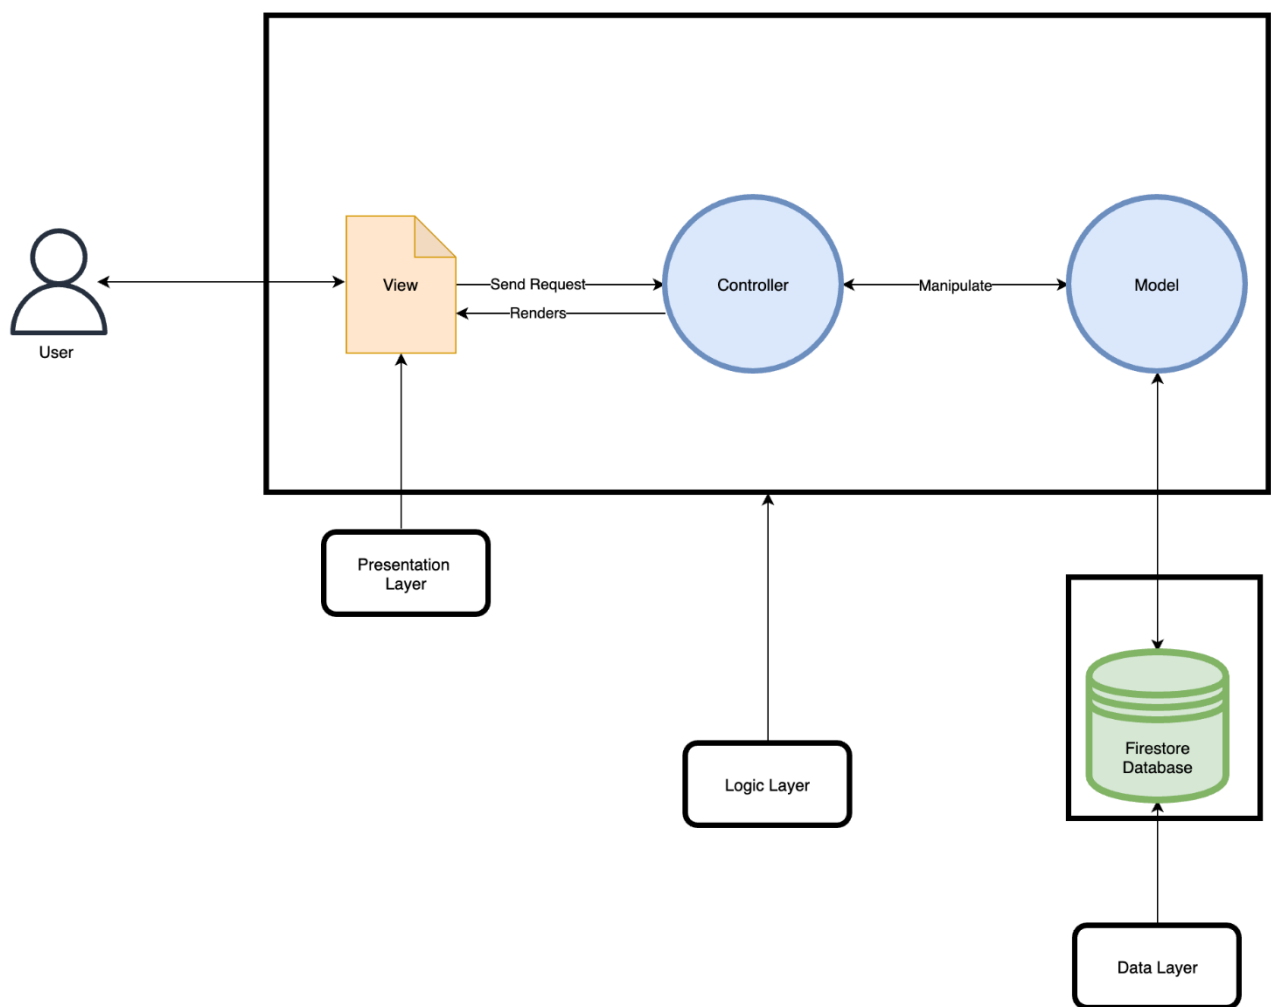 View
Send Request
Controller
Manipulate
Model
Renders
User
Presentation
Layer
Firestore
Database
Logic Layer
Data Layer